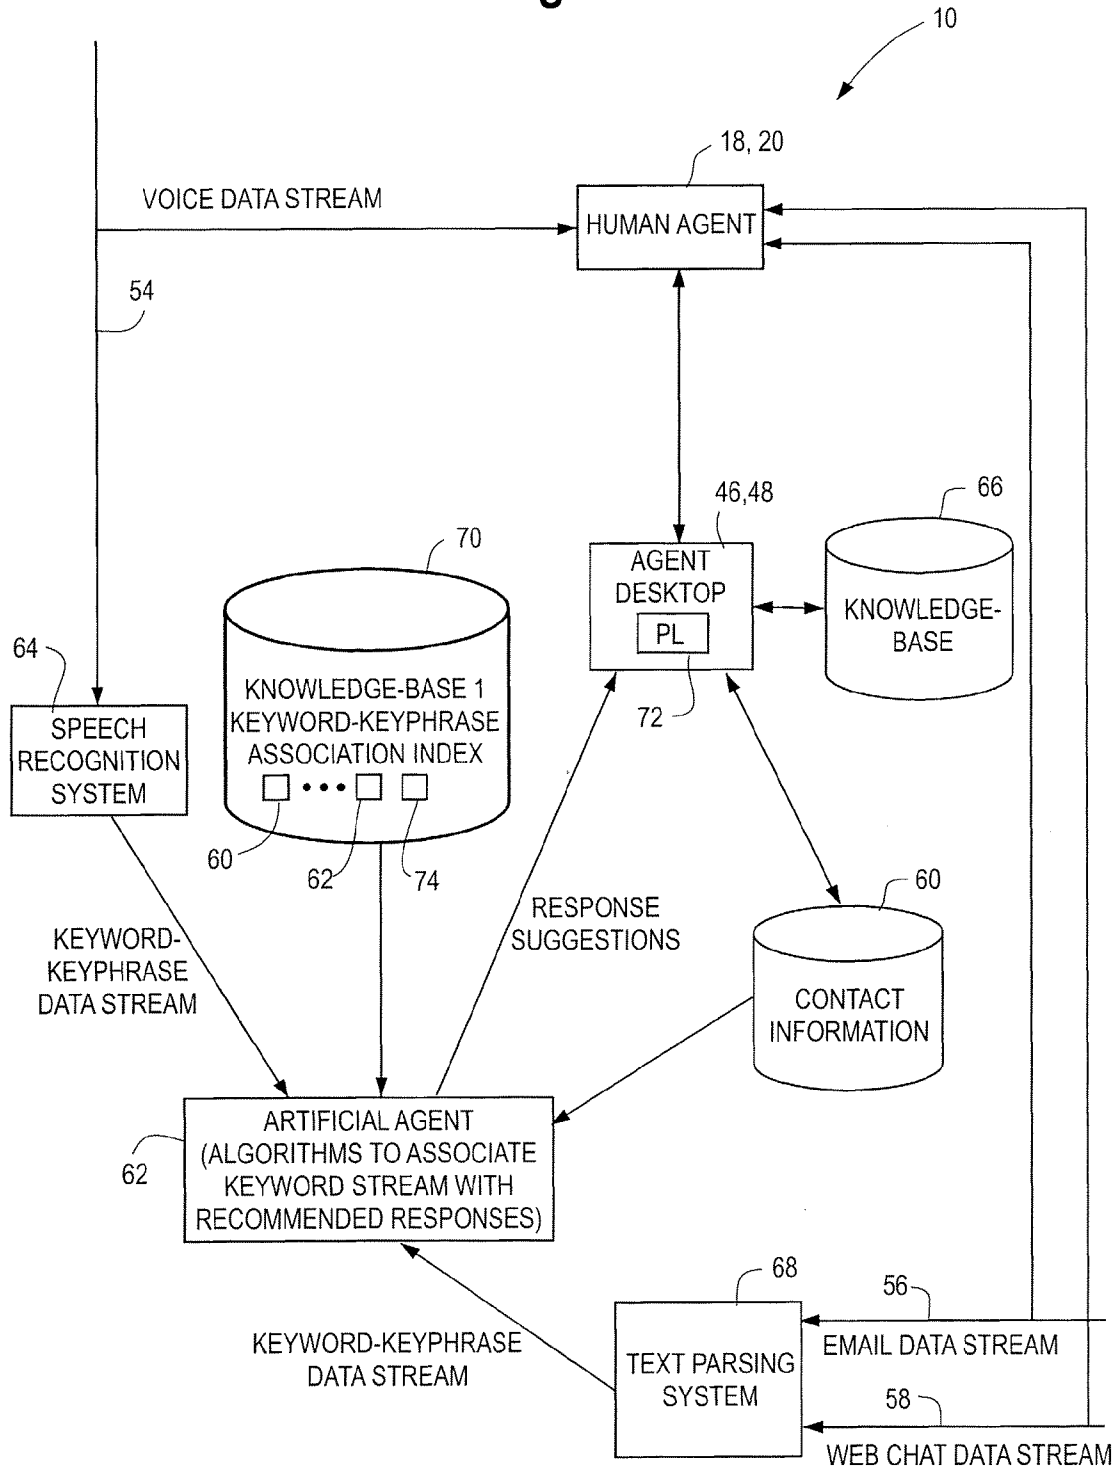 10
18, 20
VOICE DATA STREAM
HUMAN AGENT
54
46,48
66
70
AGENT
DESKTOP
PL
KNOWLEDGE-
BASE
64
72
SPEECH
RECOGNITION
SYSTEM
KNOWLEDGE-BASE 1
KEYWORD-KEYPHRASE
ASSOCIATION INDEX
60
62
74
60
RESPONSE
SUGGESTIONS
KEYWORD-
KEYPHRASE
DATA STREAM
CONTACT
INFORMATION
ARTIFICIAL AGENT
(ALGORITHMS TO ASSOCIATE
KEYWORD STREAM WITH
RECOMMENDED RESPONSES)
62
68
56
EMAIL DATA STREAM
KEYWORD-KEYPHRASE
DATA STREAM
TEXT PARSING
SYSTEM
58
WEB CHAT DATA STREAM